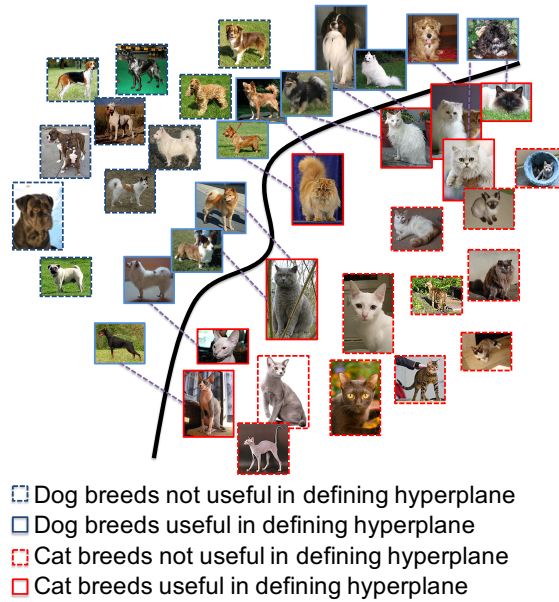 Dog breeds not useful in defining hyperplane
Dog breeds useful in defining hyperplane
Cat breeds not useful in defining hyperplane
Cat breeds useful in defining hyperplane